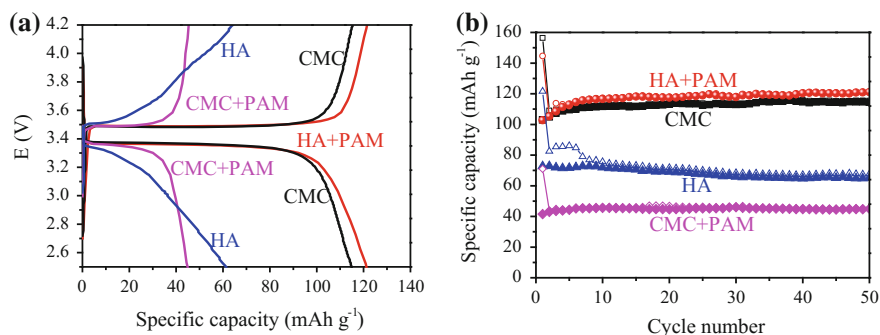 (a)
4.2
4.0
3.8
3.6
3.4
3.2
3.0
2.8
2.6
E (V)
HA
CMC
CMC+PAM
HA+PAM
CMC+PAM
CMC
HA
0 20 40 60 80 100 120 140
Specific capacity (mAh g⁻¹)
(b)
160
140
120
100
80
60
40
20
0
Specific capacity (mAh g⁻¹)
HA+PAM
CMC
HA
CMC+PAM
0 10 20 30 40 50
Cycle number